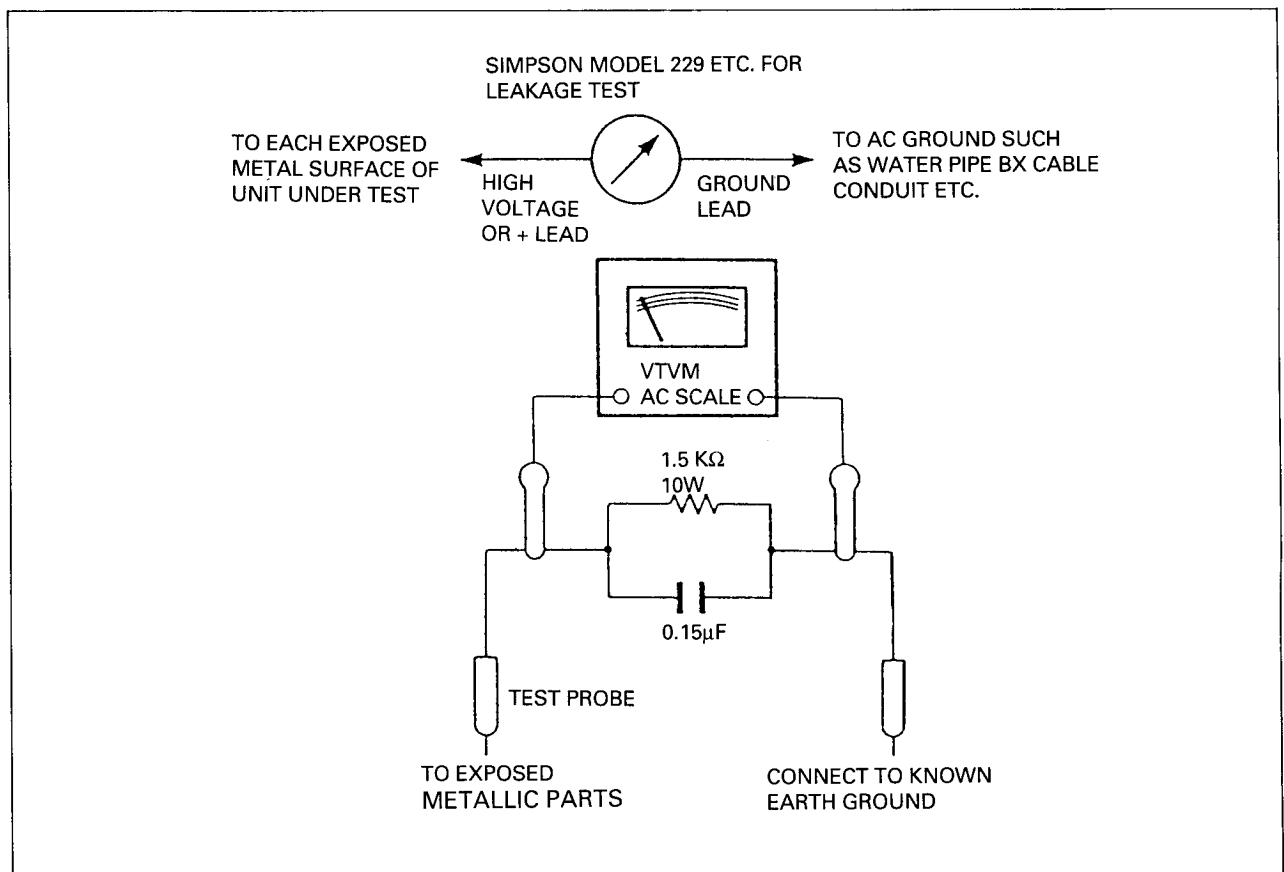 SIMPSON MODEL 229 ETC. FOR
LEAKAGE TEST
TO EACH EXPOSED
METAL SURFACE OF
UNIT UNDER TEST
HIGH
VOLTAGE
OR + LEAD
GROUND
LEAD
TO AC GROUND SUCH
AS WATER PIPE BX CABLE
CONDUIT ETC.
VTVM
AC SCALE
1.5 KΩ
10W
0.15µF
TEST PROBE
TO EXPOSED
METALLIC PARTS
CONNECT TO KNOWN
EARTH GROUND